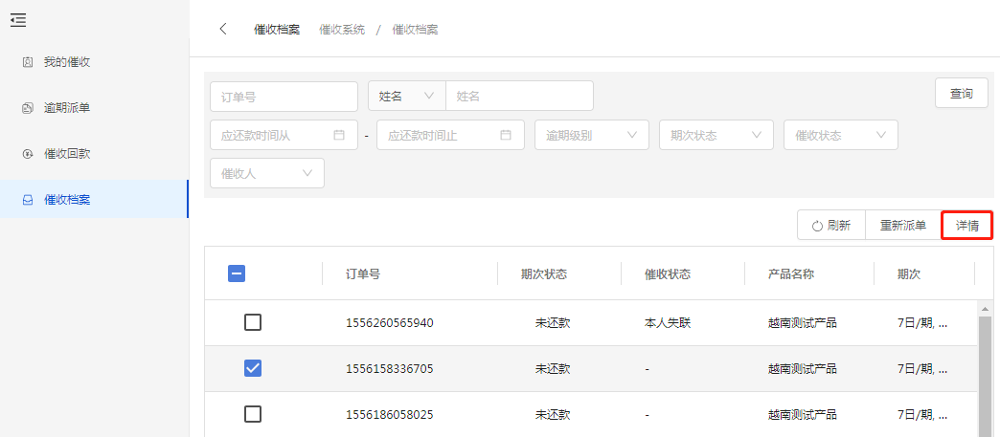 催收档案 催收系统 / 催收档案
我的催收
逾期派单
催收回款
催收档案
订单号 姓名 姓名 查询
应还款时间从 - 应还款时间止 逾期级别 期次状态 催收状态
催收人
刷新 重新派单 详情
订单号 期次状态 催收状态 产品名称 期次
1556260565940 未还款 本人失联 越南测试产品 7日/期, ...
1556158336705 未还款 - 越南测试产品 7日/期, ...
1556186058025 未还款 - 越南测试产品 7日/期, ...